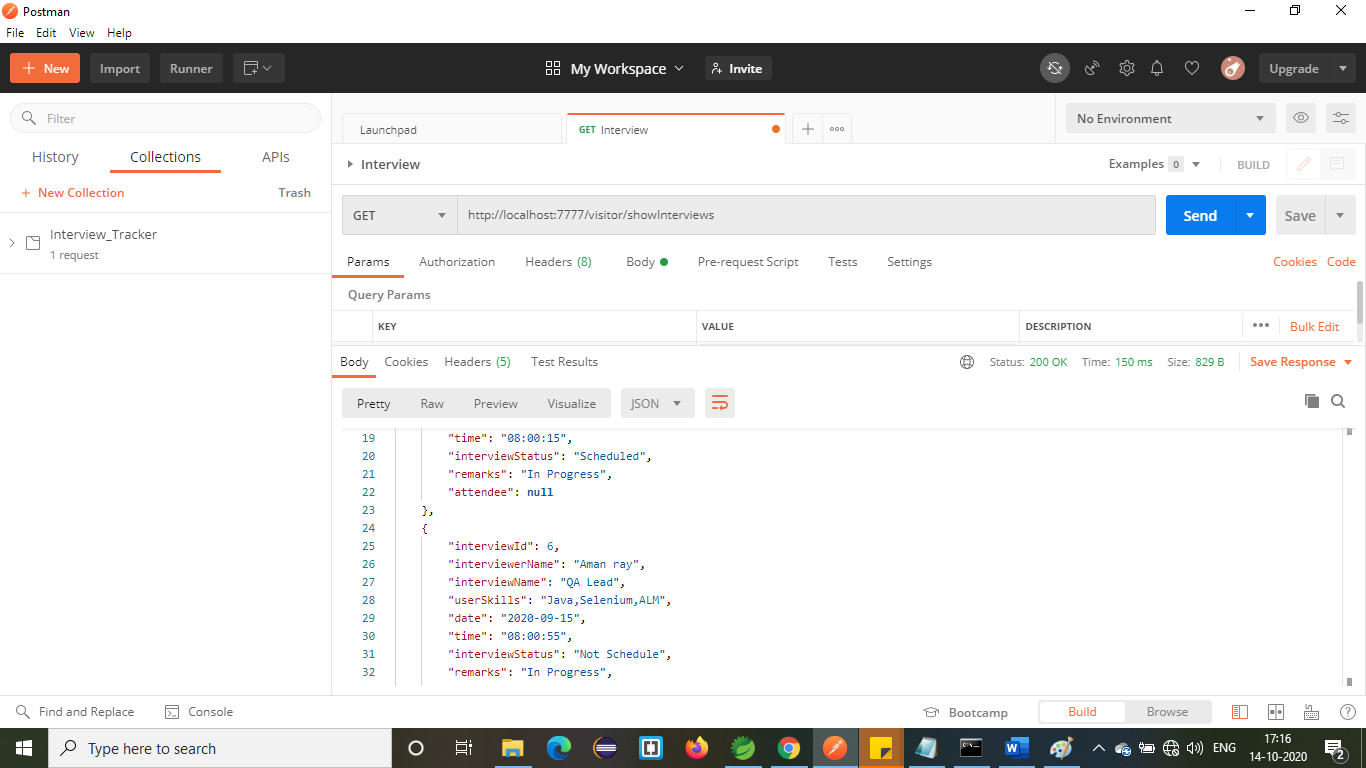 Postman
File Edit View Help
New Import Runner My Workspace Invite Upgrade
Filter
History Collections APIs
New Collection Trash
Interview_Tracker
1 request
Launchpad GET Interview No Environment
Interview Examples 0 BUILD
GET http://localhost:7777/visitor/showInterviews Send Save
Params Authorization Headers (8) Body Pre-request Script Tests Settings Cookies Code
Query Params
KEY VALUE DESCRIPTION Bulk Edit
Body Cookies Headers (5) Test Results Status: 200 OK Time: 150 ms Size: 829 B Save Response
Pretty Raw Preview Visualize JSON
19 "time": "08:00:15",
20 "interviewStatus": "Scheduled",
21 "remarks": "In Progress",
22 "attendee": null
23 },
24 {
25 "interviewId": 6,
26 "interviewerName": "Aman ray",
27 "interviewName": "QA Lead",
28 "userSkills": "Java,Selenium,ALM",
29 "date": "2020-09-15",
30 "time": "08:00:55",
31 "interviewStatus": "Not Schedule",
32 "remarks": "In Progress",
Find and Replace Console Bootcamp Build Browse
Type here to search ENG 17:16
14-10-2020 2